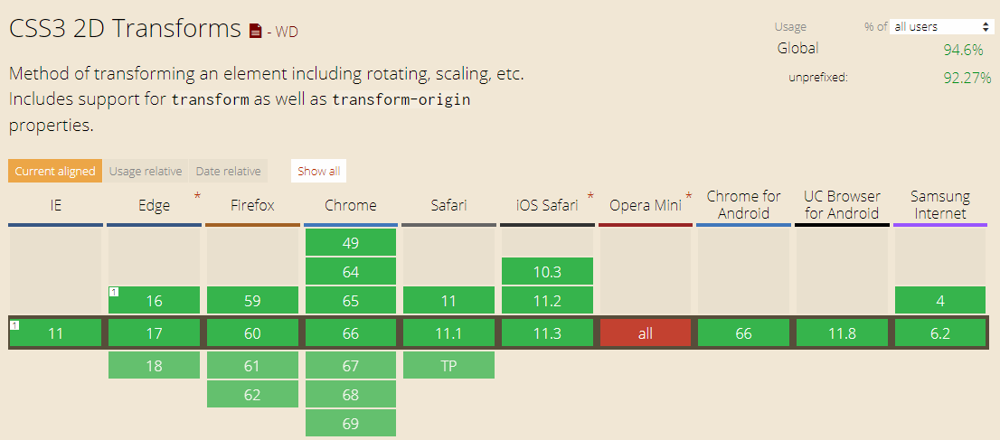 CSS3 2D Transforms - WD
Usage % of all users
Global 94.6%
unprefixed: 92.27%
Method of transforming an element including rotating, scaling, etc.
Includes support for transform as well as transform-origin
properties.
Current aligned Usage relative Date relative Show all
IE Edge * Firefox Chrome Safari iOS Safari * Opera Mini * Chrome for Android UC Browser for Android Samsung Internet
49
64 10.3
1 16 59 65 11 11.2 4
1 11 17 60 66 11.1 11.3 all 66 11.8 6.2
18 61 67 TP
62 68
69